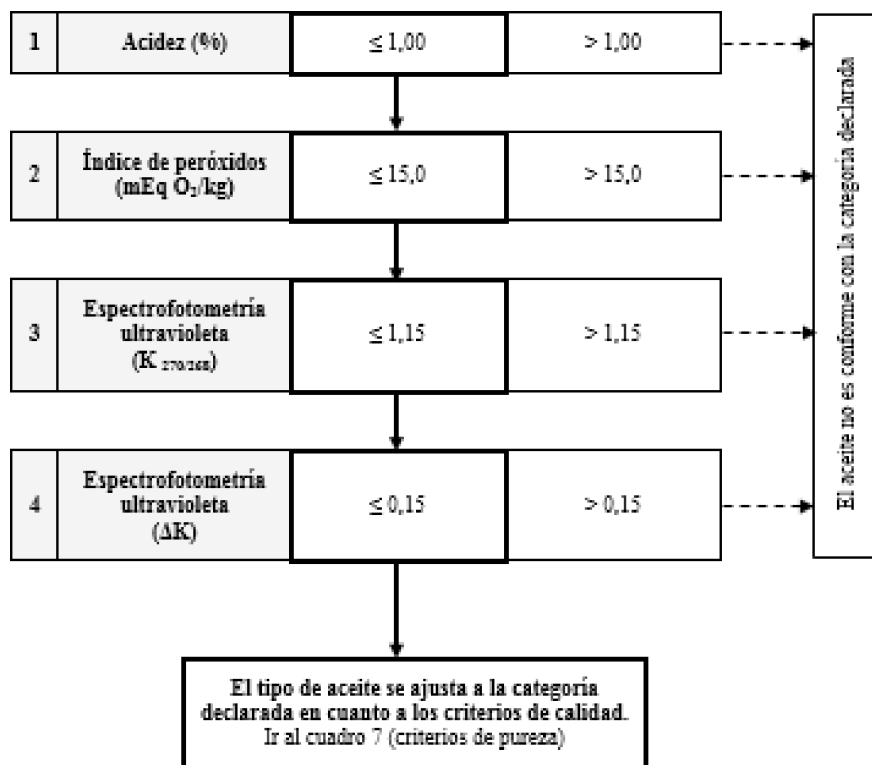 1 Acidez (%) ≤ 1,00 > 1,00
2 Índice de peróxidos
(mEq O₂/kg) ≤ 15,0 > 15,0
3 Espectrofotometría
ultravioleta
(K 270/268) ≤ 1,15 > 1,15
4 Espectrofotometría
ultravioleta
(ΔK) ≤ 0,15 > 0,15
El aceite no es conforme con la categoría declarada
El tipo de aceite se ajusta a la categoría
declarada en cuanto a los criterios de calidad.
Ir al cuadro 7 (criterios de pureza)